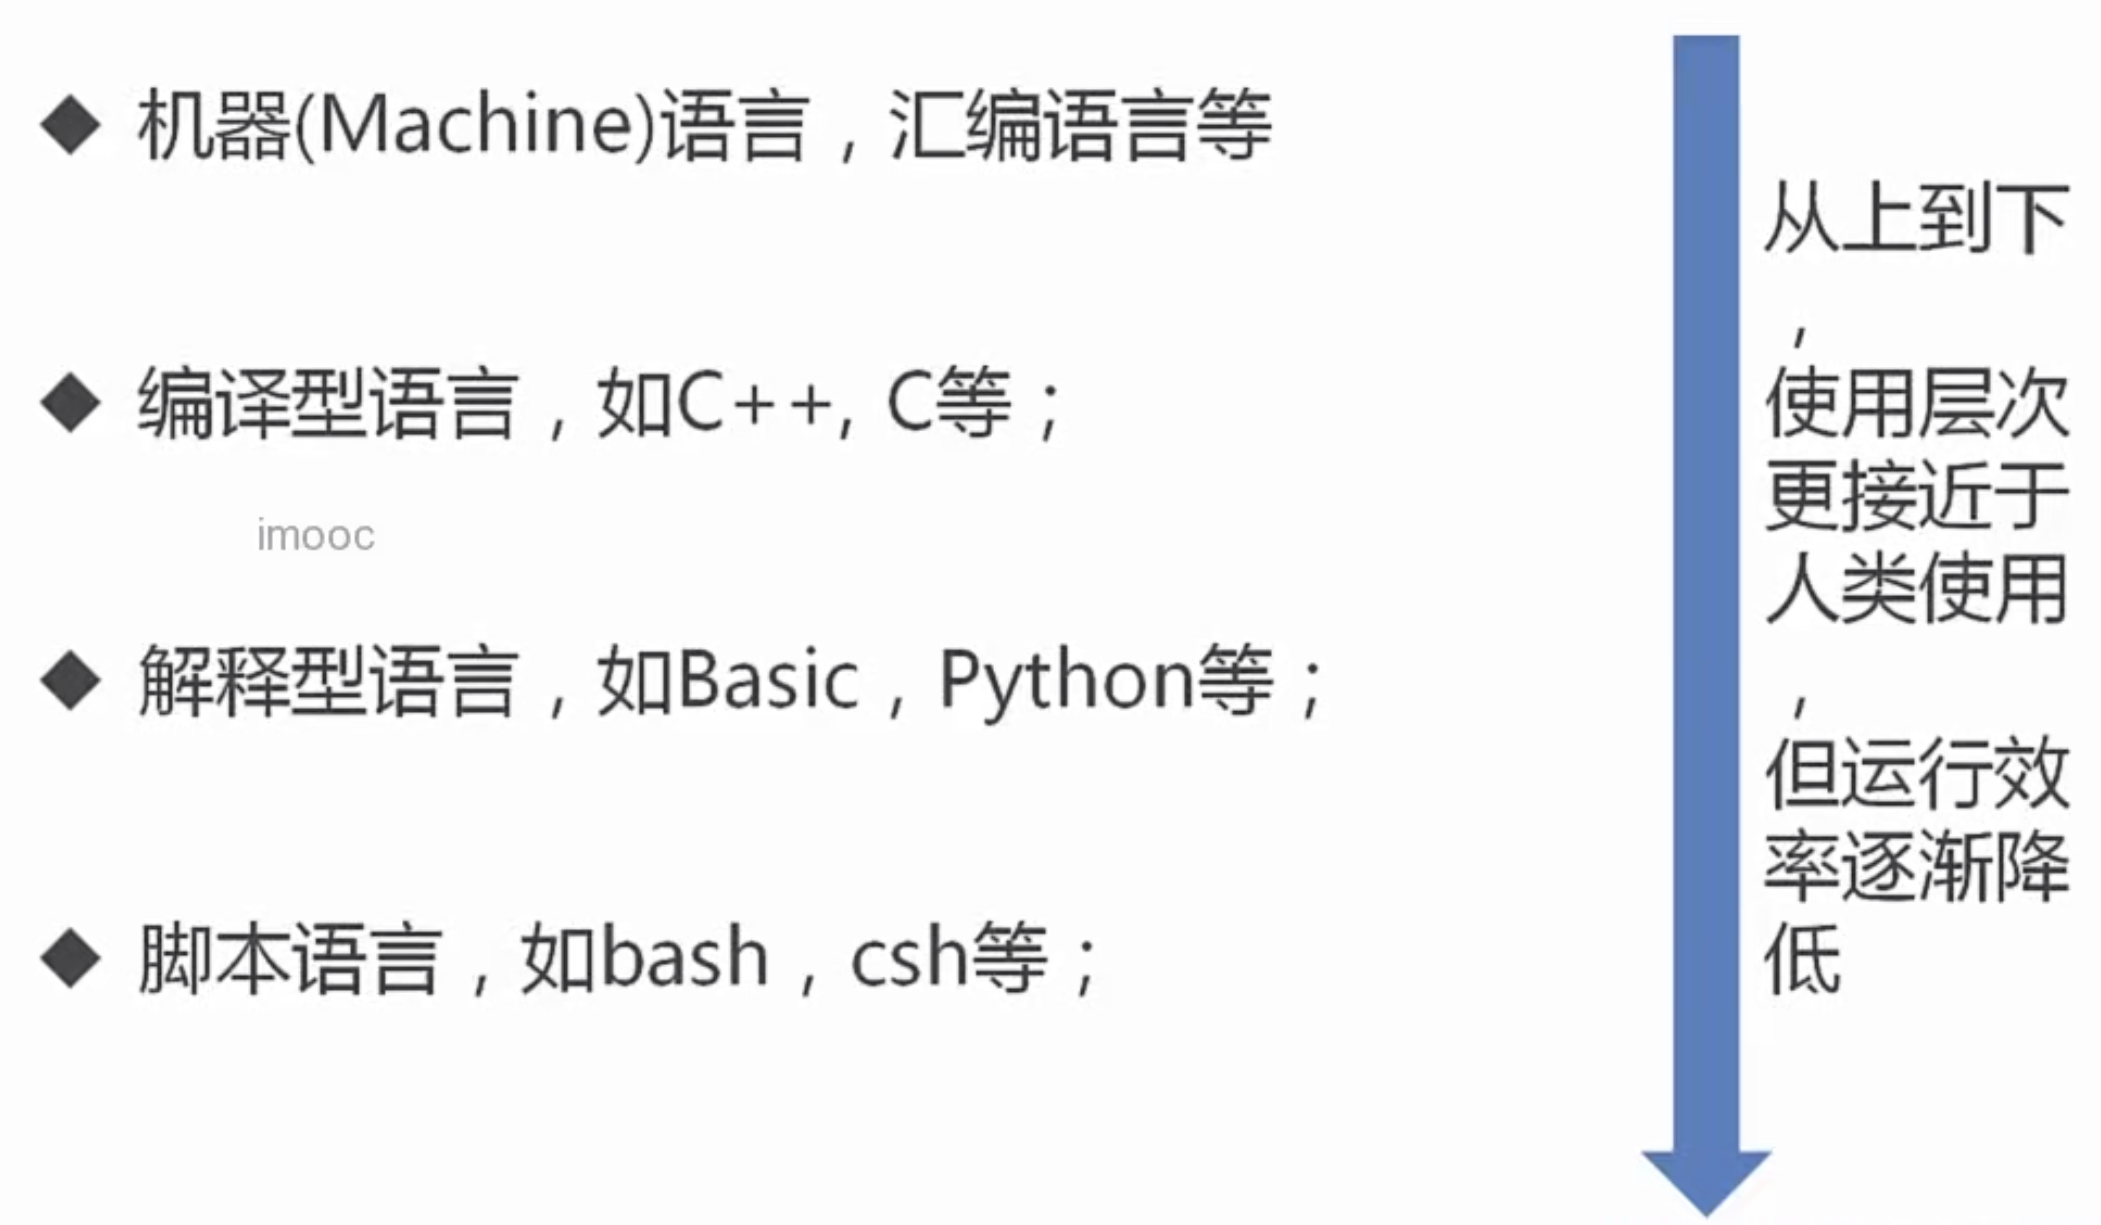 机器(Machine)语言，汇编语言等
编译型语言，如C++, C等；
imooc
解释型语言，如Basic，Python等；
脚本语言，如bash，csh等；
从上到下
，
使用层次
更接近于
人类使用
，
但运行效
率逐渐降
低